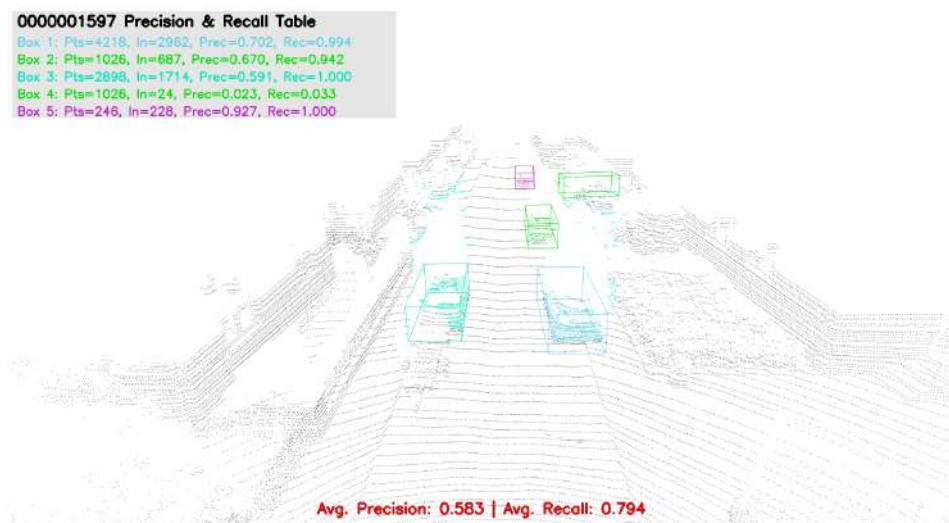 0000001597 Precision & Recall Table
Box 1: Pts=4218, In=2962, Prec=0.702, Rec=0.994
Box 2: Pts=1026, In=687, Prec=0.670, Rec=0.942
Box 3: Pts=2898, In=1714, Prec=0.591, Rec=1.000
Box 4: Pts=1026, In=24, Prec=0.023, Rec=0.033
Box 5: Pts=246, In=228, Prec=0.927, Rec=1.000
Avg. Precision: 0.583 | Avg. Recall: 0.794